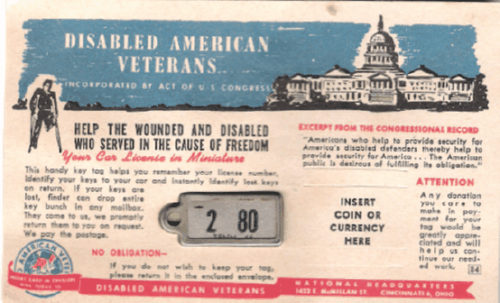 DISABLED AMERICAN
VETERANS
INCORPORATED BY ACT OF U S CONGRESS
HELP THE WOUNDED AND DISABLED
WHO SERVED IN THE CAUSE OF FREEDOM
Your Car License in Miniature
This handy key tag helps you remember your license number,
identify your keys to your car and instantly identify lost keys
on return. If your keys are
lost, finder can drop entire
key bunch in any mailbox.
They come to us, we promptly
return them to you on request.
We pay the postage.
2 80
NO OBLIGATION—
If you do not wish to keep your tag,
please return it in the enclosed envelope.
DISABLED AMERICAN VETERANS
EXCERPT FROM THE CONGRESSIONAL RECORD
"Americans who help to provide security for
America's disabled defenders thereby help to
provide security for America ... The American
public is desirous of fulfilling its obligation."
INSERT
COIN OR
CURRENCY
HERE
ATTENTION
Any donation
you care to
make in pay-
ment for your
tag would be
greatly appre-
ciated and will
help us con-
tinue our need-
ed work.
54
NATIONAL HEADQUARTERS
1423 E. McMILLAN ST. CINCINNATI 6, OHIO